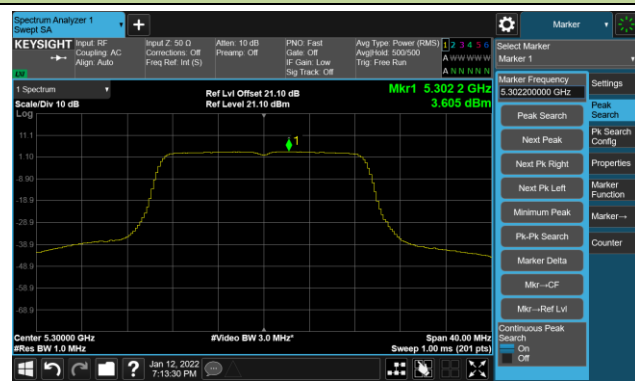 Spectrum Analyzer 1
Swept SA
+
Marker
KEYSIGHT
Input: RF
Coupling: AC
Align: Auto
Input Z: 50 Ω
Corrections: Off
Freq Ref: Int (S)
Atten: 10 dB
Preamp: Off
PNO: Fast
Gate: Off
IF Gain: Low
Sig Track: Off
Avg Type: Power (RMS)
Avg|Hold: 500/500
Trig: Free Run
1 2 3 4 5 6
A W W W W W
A N N N N N
Select Marker
Marker 1
1 Spectrum
Scale/Div 10 dB
Log
Ref Lvl Offset 21.10 dB
Ref Level 21.10 dBm
Mkr1 5.302 2 GHz
3.605 dBm
11.1
1.10
-8.90
-18.9
-28.9
-38.9
-48.9
-58.9
-68.9
1
Center 5.30000 GHz
#Res BW 1.0 MHz
#Video BW 3.0 MHz*
Span 40.00 MHz
Sweep 1.00 ms (201 pts)
Marker Frequency
5.302200000 GHz
Peak Search
Next Peak
Next Pk Right
Next Pk Left
Minimum Peak
Pk-Pk Search
Marker Delta
Mkr→CF
Mkr→Ref Lvl
Continuous Peak
Search
On
Off
Settings
Peak
Search
Pk Search
Config
Properties
Marker
Function
Marker→
Counter
?
Jan 12, 2022
7:13:30 PM